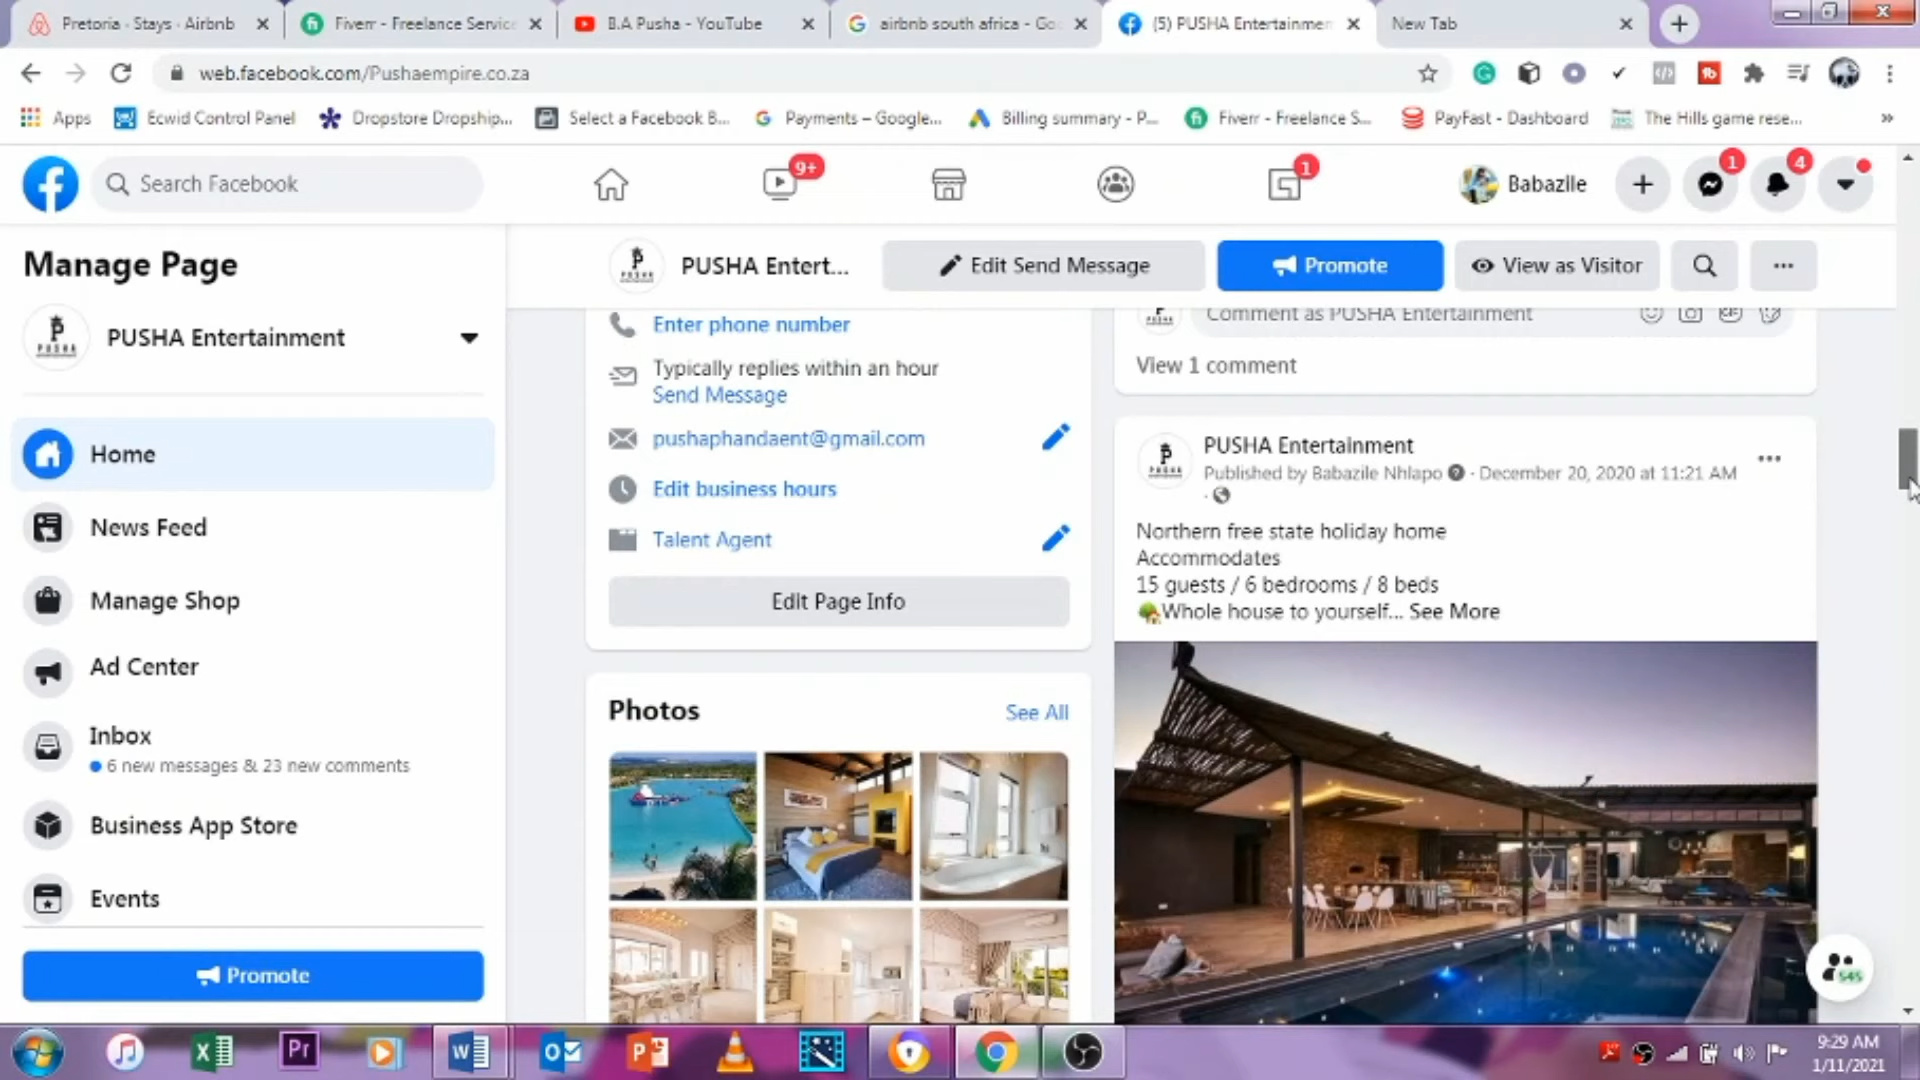 Pretoria · Stays · Airbnb
Fiverr - Freelance Service
B.A Pusha - YouTube
airbnb south africa - Go
(5) PUSHA Entertainmen
New Tab
web.facebook.com/Pushaempire.co.za
Apps
Ecwid Control Panel
Dropstore Dropship...
Select a Facebook B...
Payments – Google...
Billing summary - P...
Fiverr - Freelance S...
PayFast - Dashboard
The Hills game rese...
»
Search Facebook
9+
1
Babazile
1
4
Manage Page
PUSHA Entertainment
PUSHA Entert...
Edit Send Message
Promote
View as Visitor
Home
News Feed
Manage Shop
Ad Center
Inbox
6 new messages & 23 new comments
Business App Store
Events
Promote
Enter phone number
Typically replies within an hour
Send Message
pushaphandaent@gmail.com
Edit business hours
Talent Agent
Edit Page Info
Photos
See All
Comment as PUSHA Entertainment
View 1 comment
PUSHA Entertainment
Published by Babazile Nhlapo · December 20, 2020 at 11:21 AM
Northern free state holiday home
Accommodates
15 guests / 6 bedrooms / 8 beds
🏡Whole house to yourself... See More
545
9:29 AM
1/11/2021